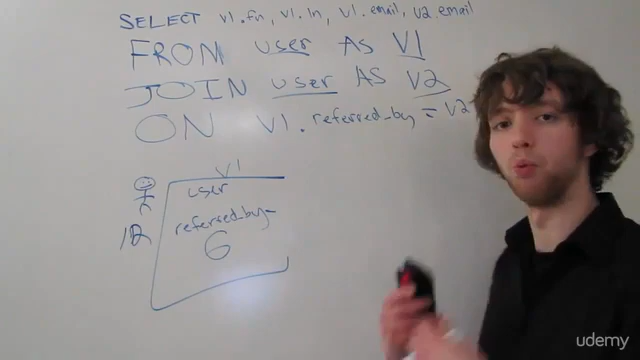 SELECT v1.fn, v1.ln, v1.email, v2.email
FROM user AS V1
JOIN user AS V2
ON V1.referred_by = V2
V1
user
referred_by=
6
12
udemy